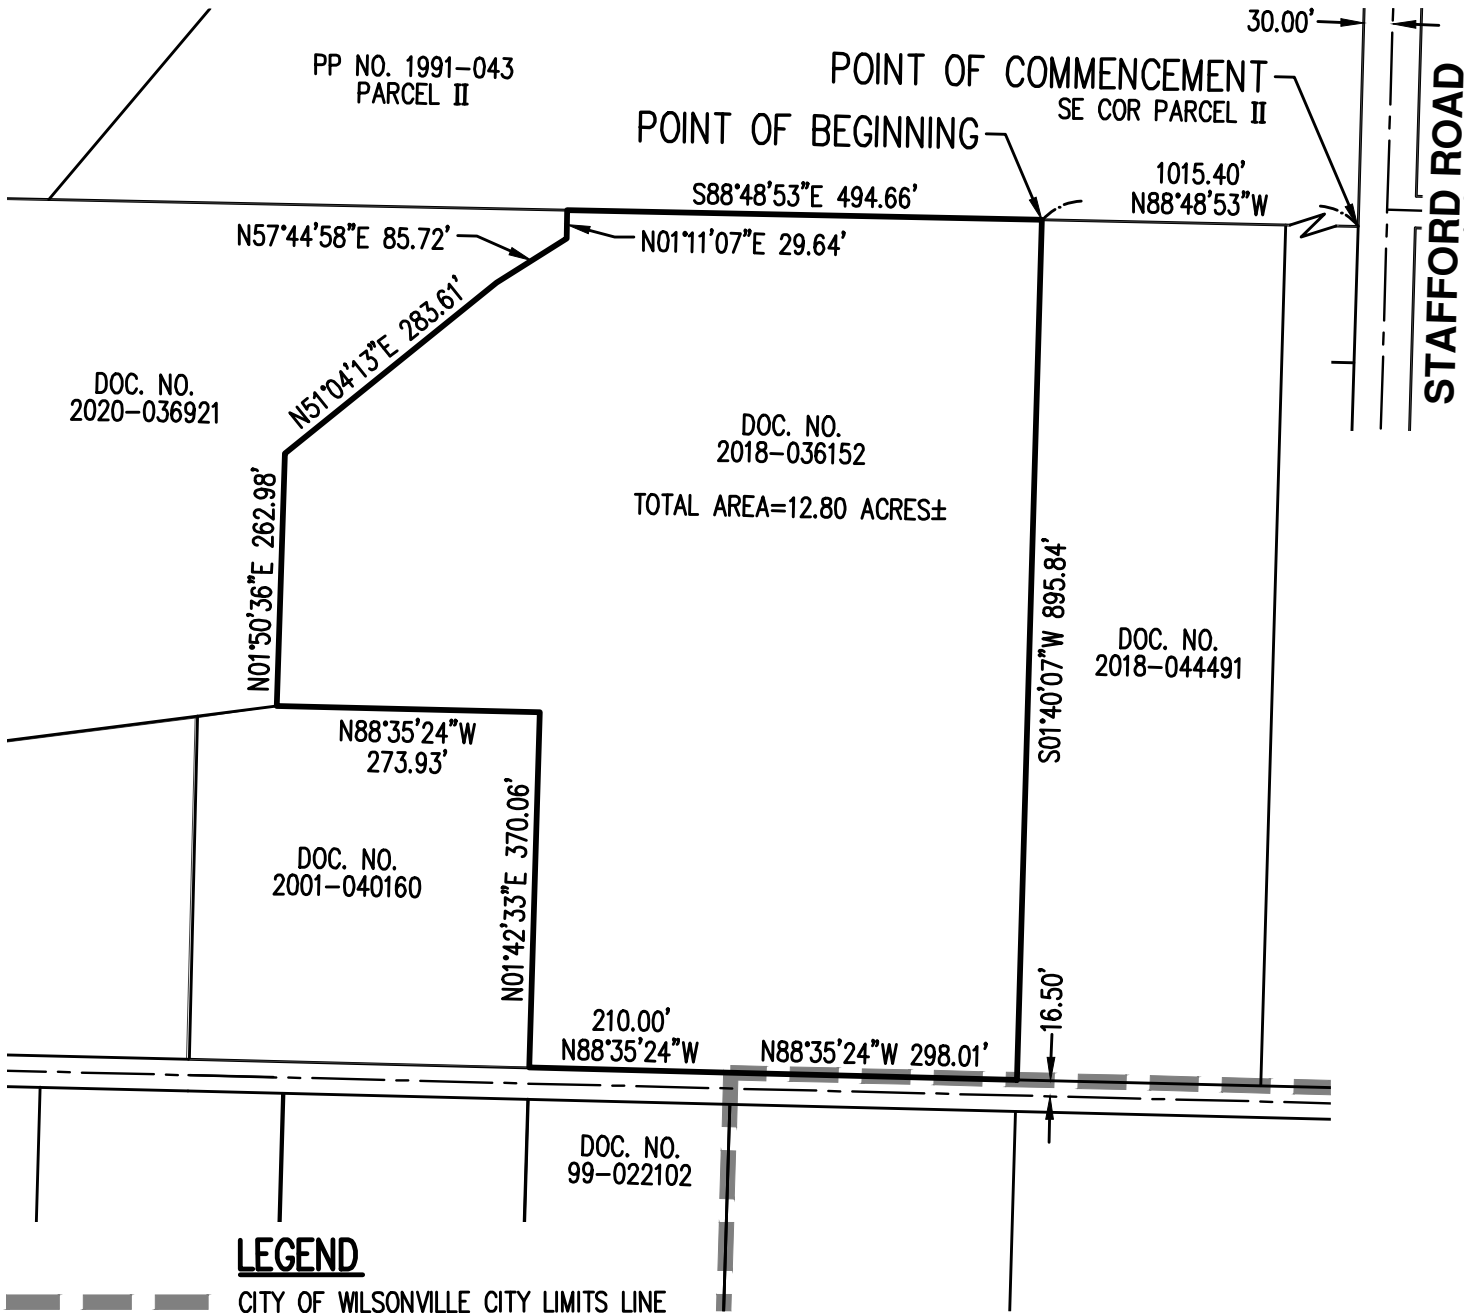 30.00'
PP NO. 1991-043
PARCEL II
POINT OF COMMENCEMENT
SE COR PARCEL II
POINT OF BEGINNING
STAFFORD ROAD
1015.40'
N88°48'53"W
S88°48'53"E 494.66'
N57°44'58"E 85.72'
N01°11'07"E 29.64'
N51°04'13"E 283.61'
DOC. NO.
2020-036921
DOC. NO.
2018-036152
TOTAL AREA=12.80 ACRES±
N01°50'36"E 262.98'
S01°40'07"W 895.84'
DOC. NO.
2018-044491
N88°35'24"W
273.93'
N01°42'33"E 370.06'
DOC. NO.
2001-040160
210.00'
N88°35'24"W
N88°35'24"W 298.01'
16.50'
DOC. NO.
99-022102
LEGEND
CITY OF WILSONVILLE CITY LIMITS LINE